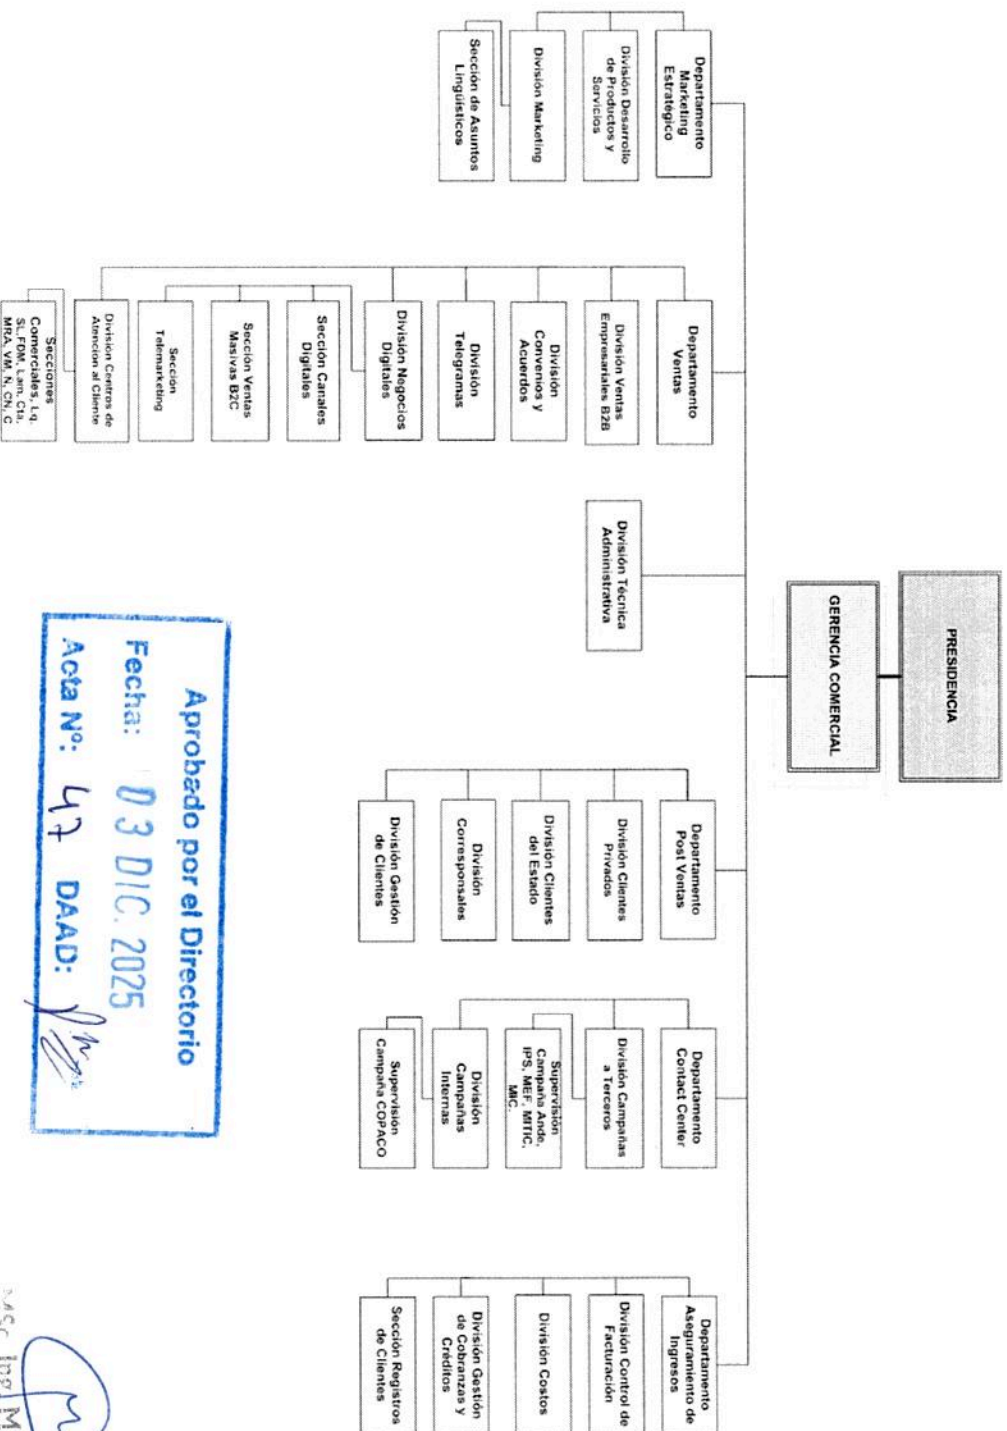 PRESIDENCIA
GERENCIA COMERCIAL
Departamento
Marketing
Estratégico
División Desarrollo
de Productos y
Servicios
División Marketing
Sección de Asuntos
Lingüísticos
Departamento
Ventas
División Ventas
Empresariales B2B
División
Convenios y
Acuerdos
División
Telegramas
División Negocios
Digitales
Sección Canales
Digitales
Sección Ventas
Masivas B2C
Sección
Telemarketing
División Centros de
Atencion al Cliente
Secciones
Comerciales, Lq.
SL,FDM, Lam, Cta,
MRA, VM, N, CN, C
División Técnica
Administrativa
Departamento
Post Ventas
División Clientes
Privados
División Clientes
del Estado
División
Corresponsales
División Gestión
de Clientes
Departamento
Contact Center
División Campañas
a Terceros
Supervisión
Campaña Ande,
IPS, MEF, MITIC,
MIC.
División
Campañas
Internas
Supervisión
Campaña COPACO
Departamento
Aseguramiento de
Ingresos
División Control de
Facturación
División Costos
División Gestión
de Cobranzas y
Créditos
Sección Registros
de Clientes
Aprobado por el Directorio
Fecha: 03 DIC. 2025
Acta Nº: 47 DAAD:
MSc. Ing. M